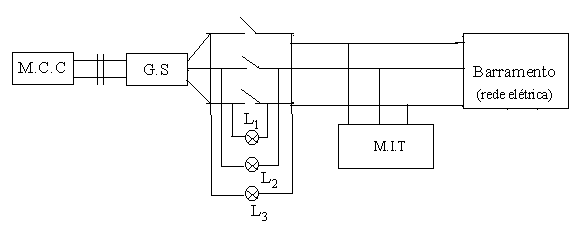 M.C.C
G.S
Barramento
(rede elétrica)
L1
M.I.T
L2
L3